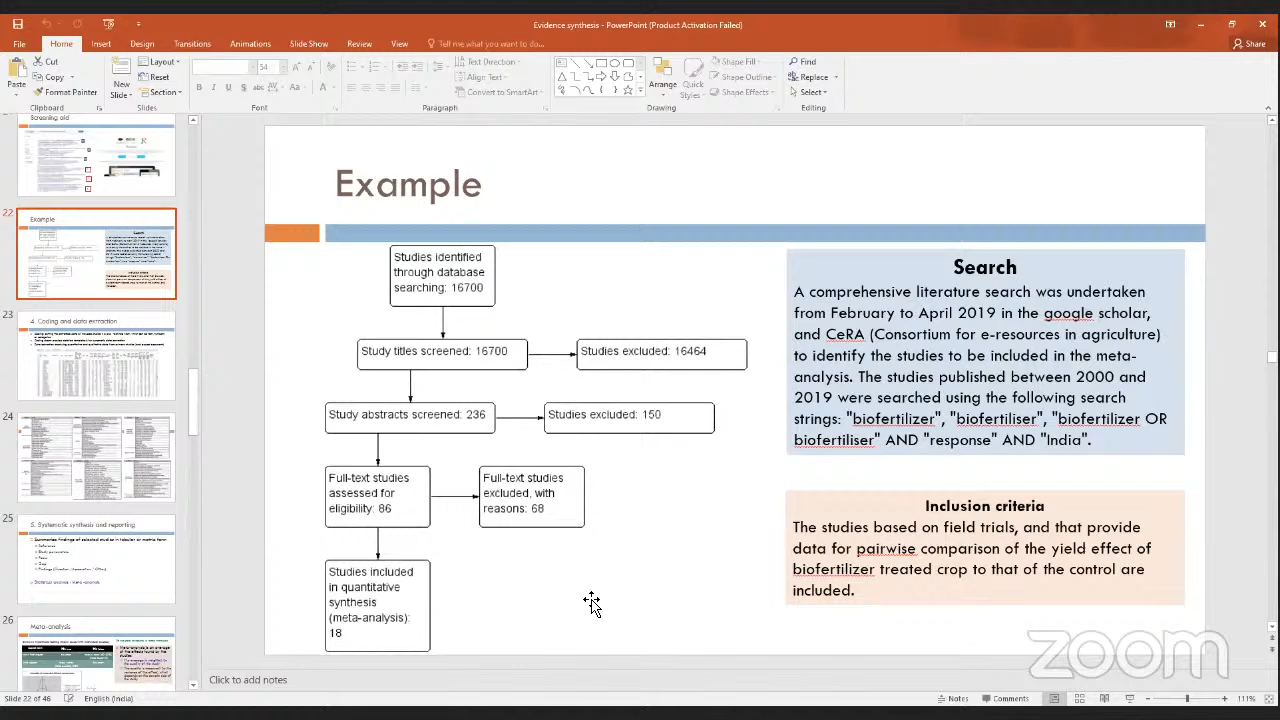 Evidence synthesis - PowerPoint (Product Activation Failed)
File Home Insert Design Transitions Animations Slide Show Review View Tell me what you want to do... Share
Paste
Cut
Copy
Format Painter
Clipboard
New
Slide
Layout
Reset
Section
Slides
54
Font
Text Direction
Align Text
Convert to SmartArt
Paragraph
Arrange
Quick
Styles
Shape Fill
Shape Outline
Shape Effects
Drawing
Find
Replace
Select
Editing
Screening aid
22
Example
23
4. Coding and data extraction
24
25
5. Systematic synthesis and reporting
26
Meta-analysis
Example
Studies identified
through database
searching: 16700
Study titles screened: 16700
Studies excluded: 16464
Study abstracts screened: 236
Studies excluded: 150
Full-text studies
assessed for
eligibility: 86
Full-text studies
excluded, with
reasons: 68
Studies included
in quantitative
synthesis
(meta-analysis):
18
Search
A comprehensive literature search was undertaken
from February to April 2019 in the google scholar,
and CeRA (Consortium for e-resources in agriculture)
to identify the studies to be included in the meta-
analysis. The studies published between 2000 and
2019 were searched using the following search
strings: "biofertilizer", "biofertiliser", "biofertilizer OR
biofertiliser" AND "response" AND "India".
Inclusion criteria
The studies based on field trials, and that provide
data for pairwise comparison of the yield effect of
biofertilizer treated crop to that of the control are
included.
zoom
Click to add notes
Slide 22 of 46 English (India) Notes Comments 111%